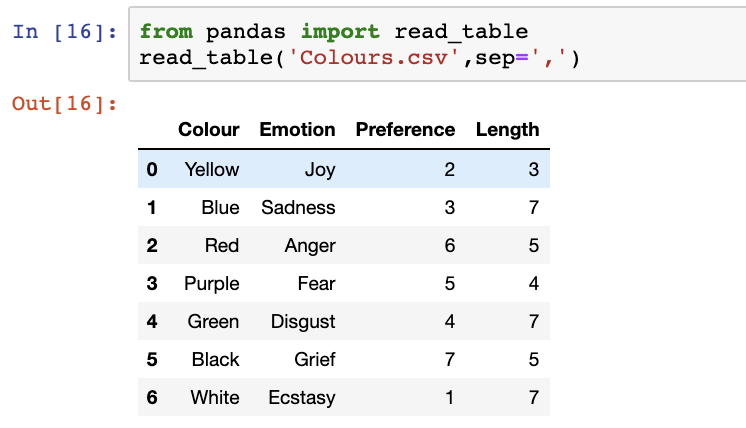 In [16]: from pandas import read_table
read_table('Colours.csv',sep=',')
Out[16]:
Colour Emotion Preference Length
0 Yellow Joy 2 3
1 Blue Sadness 3 7
2 Red Anger 6 5
3 Purple Fear 5 4
4 Green Disgust 4 7
5 Black Grief 7 5
6 White Ecstasy 1 7